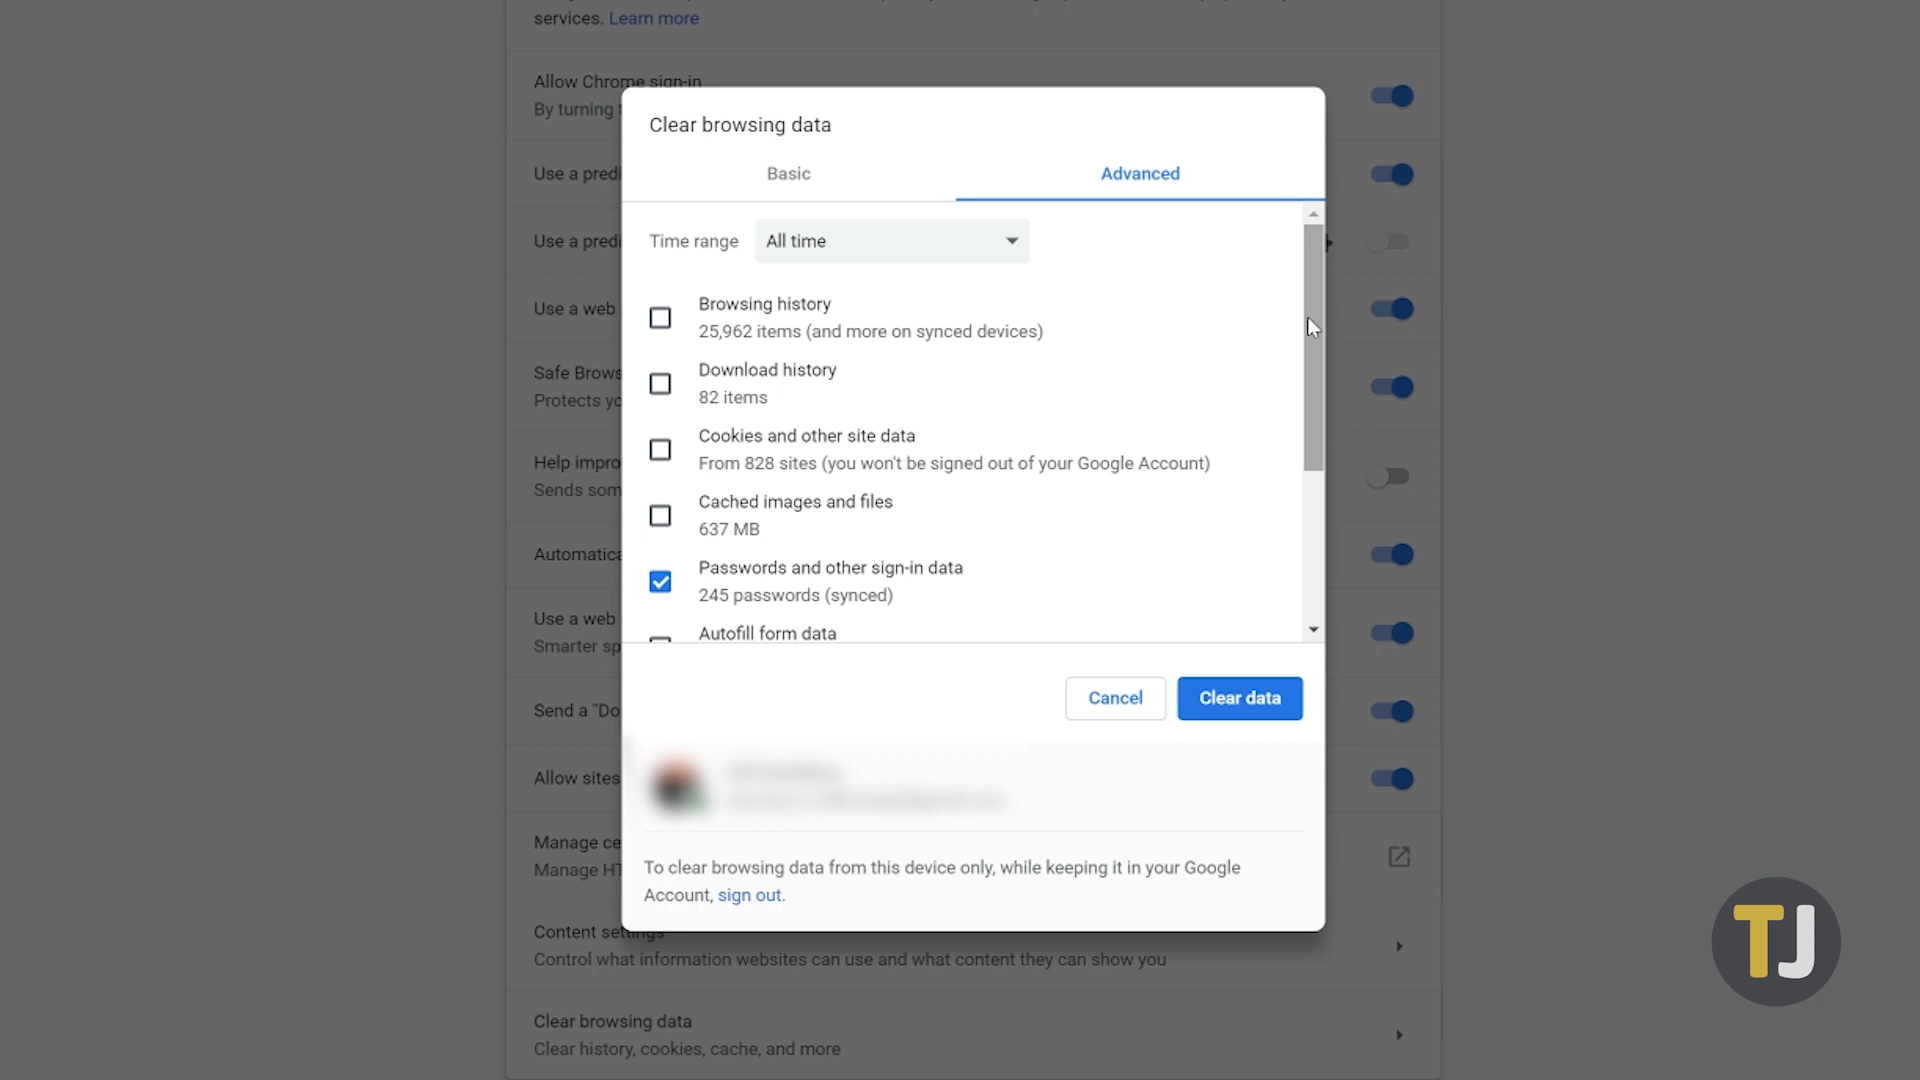 services. Learn more
Allow Chrome sign-in
By turning
Clear browsing data
Basic
Advanced
Use a predi
Time range
All time
Use a predi
Browsing history
25,962 items (and more on synced devices)
Use a web
Download history
82 items
Safe Brows
Protects yo
Cookies and other site data
From 828 sites (you won't be signed out of your Google Account)
Help impro
Sends som
Cached images and files
637 MB
Automatica
Passwords and other sign-in data
245 passwords (synced)
Use a web
Smarter sp
Autofill form data
Send a "Do
Cancel
Clear data
Allow sites
Manage ce
Manage HT
To clear browsing data from this device only, while keeping it in your Google
Account, sign out.
Content settings
Control what information websites can use and what content they can show you
TJ
Clear browsing data
Clear history, cookies, cache, and more